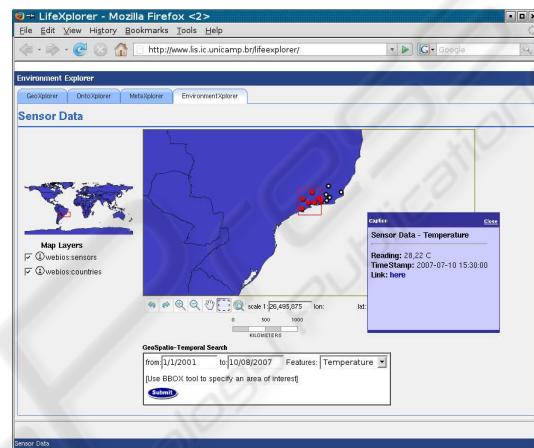 LifeXplorer - Mozilla Firefox <2>
File Edit View History Bookmarks Tools Help
http://www.lis.ic.unicamp.br/lifeexplorer/
G Google
Environment Explorer
GeoXplorer OntoXplorer MetaXplorer EnvironmentXplorer
Sensor Data
Map Layers
webios:sensors
webios:countries
Caption Close
Sensor Data - Temperature
Reading: 28,22 C
TimeStamp: 2007-07-10 15:30:00
Link: here
scale 1:26,495,875 lon: lat:
0 500 1000
KILOMETERS
GeoSpatio-Temporal Search
from: 1/1/2001 to: 10/08/2007 Features: Temperature
[Use BBOX tool to specify an area of interest]
Submit
Sensor Data